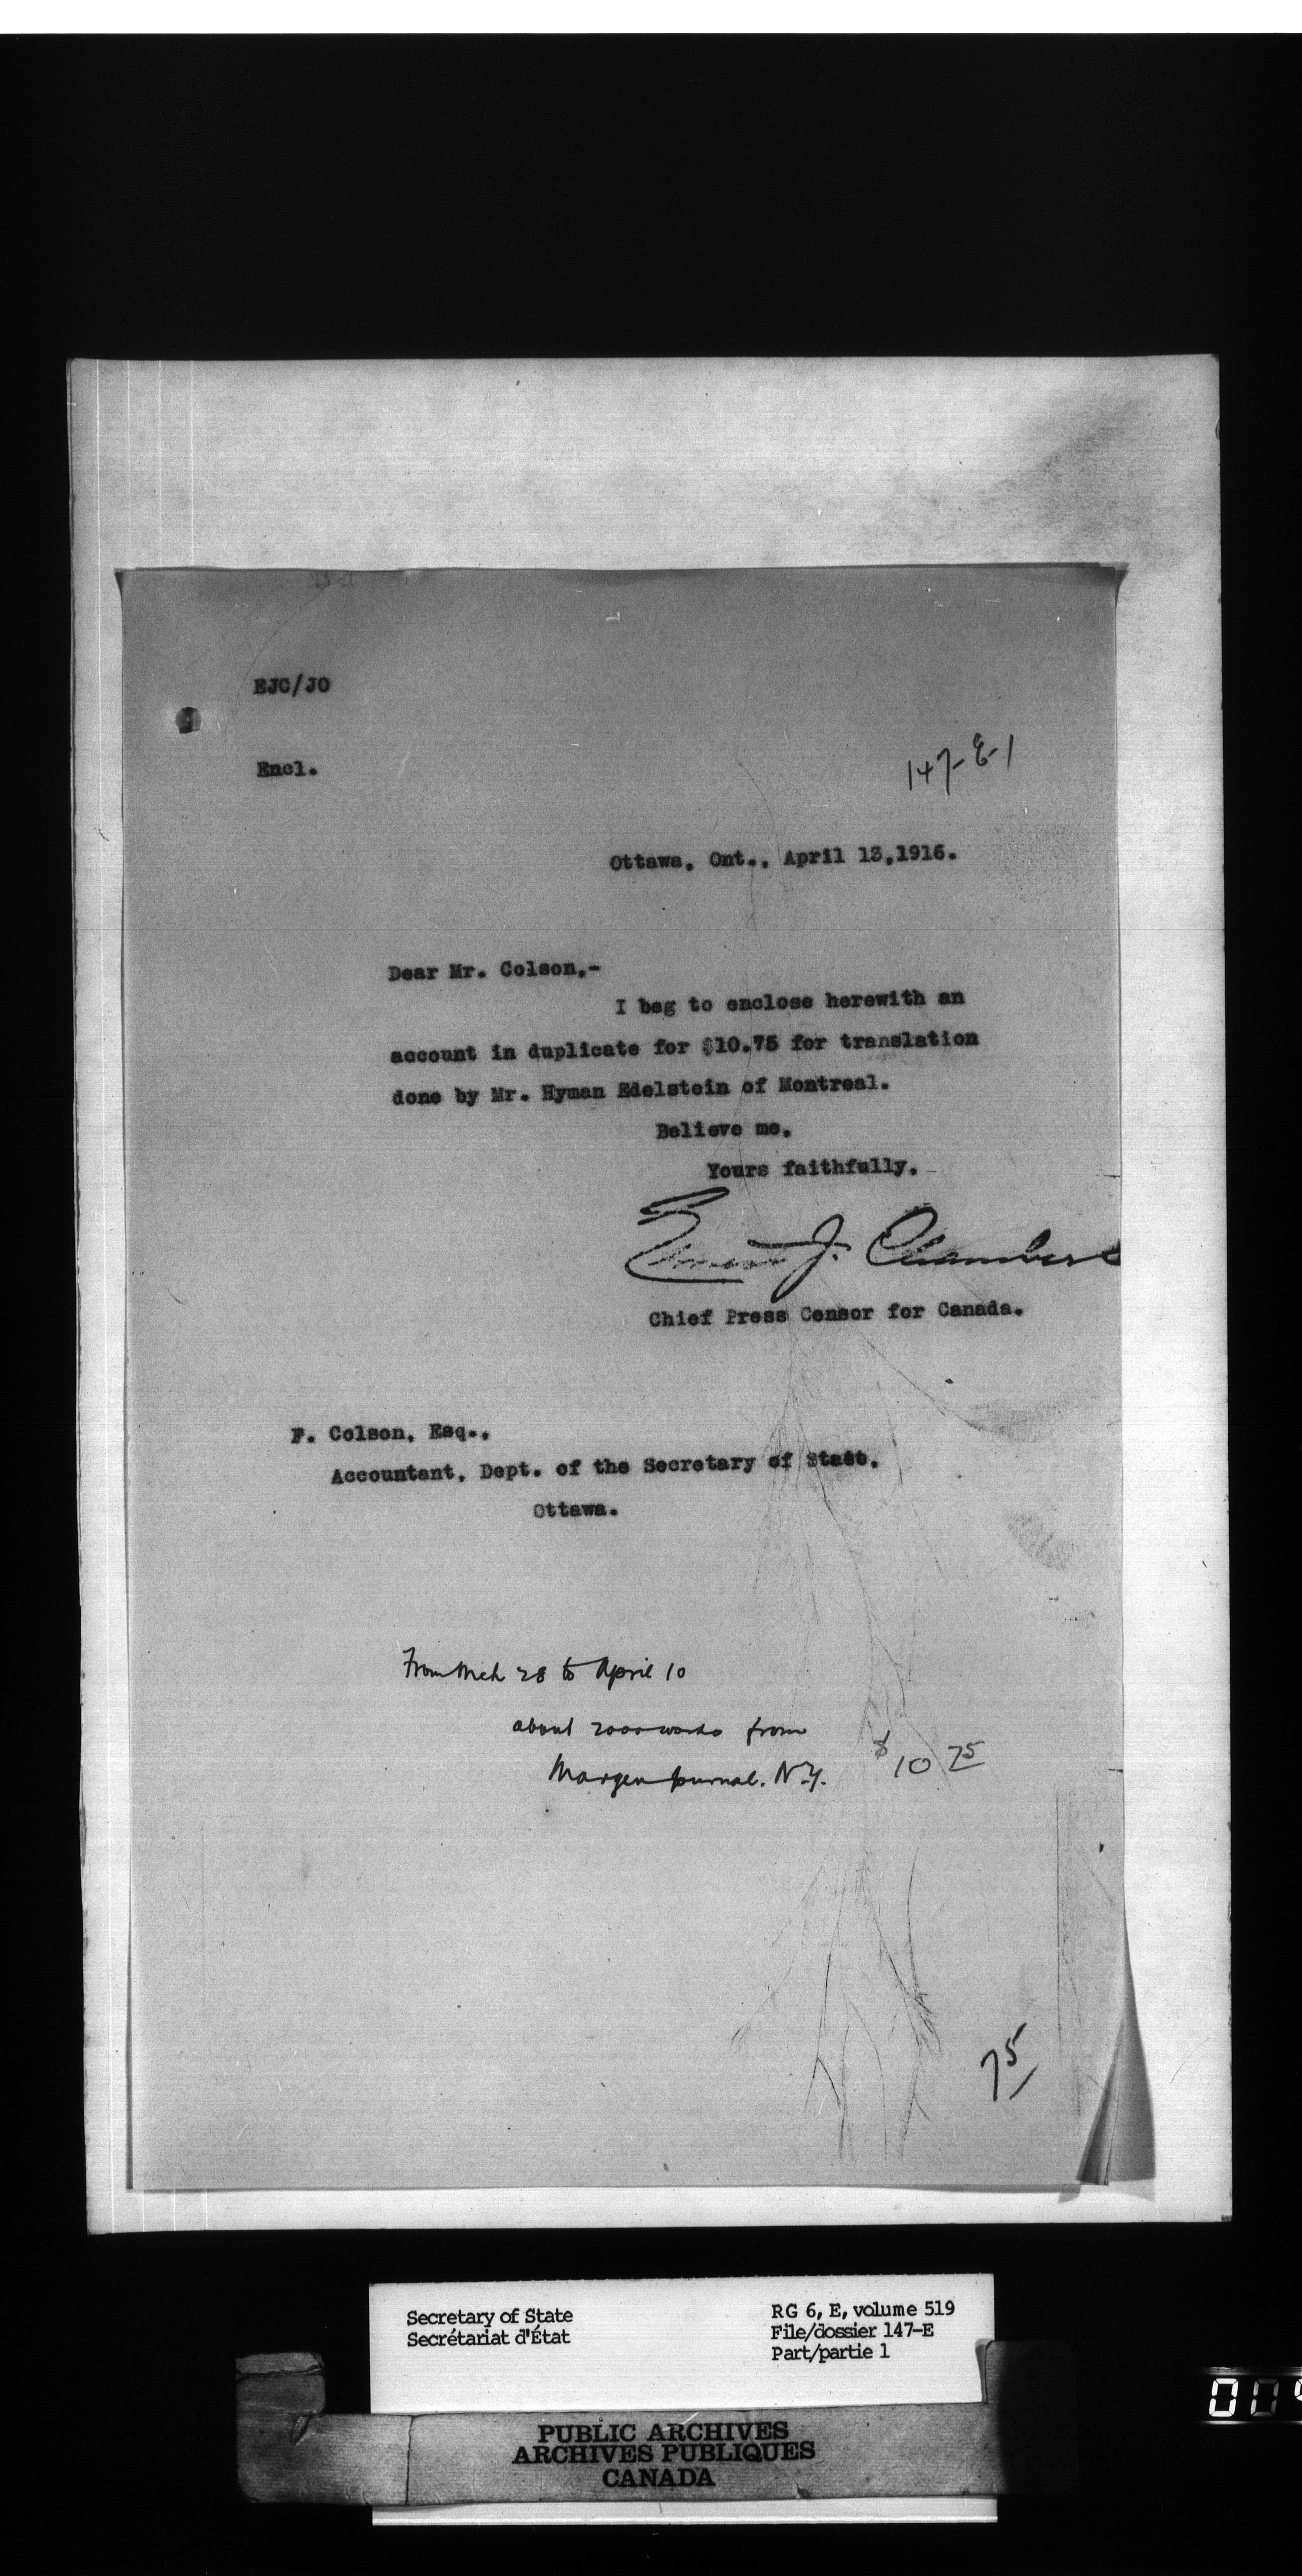 EJC/JO
147-E-1
Encl.
Ottawa, Ont., April 13,1916.
Dear Mr. Colson,-
I beg to enclose herewith an
account in duplicate for $10.75 for translation
done by Mr. Hyman Edelstein of Montreal.
Believe me,
Yours faithfully,
Ernest J. Chambers
Chief Press Censor for Canada.
F. Colson, Esq.,
Accountant, Dept. of the Secretary of State,
Ottawa.
From Mch 28 to April 10
about 2000 words from
Morgen Journal. N.Y. $10 75
75
Secretary of State
Secrétariat d'État
RG 6, E, volume 519
File/dossier 147-E
Part/partie 1
PUBLIC ARCHIVES
ARCHIVES PUBLIQUES
CANADA